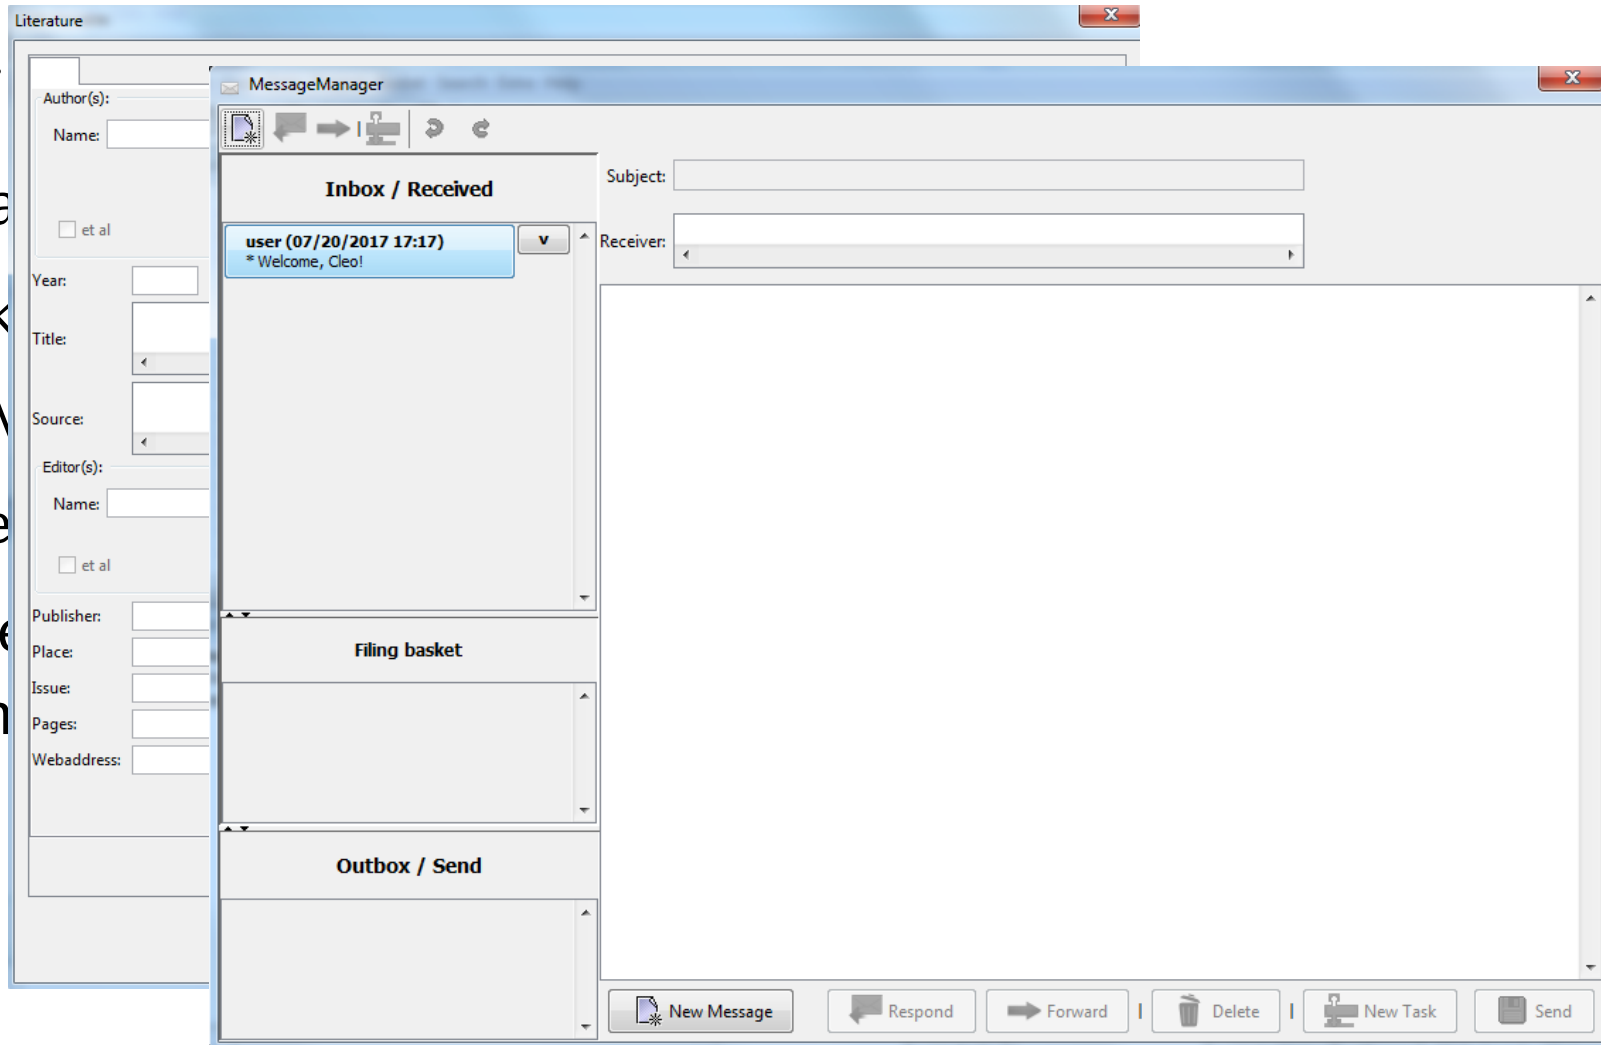 Literature
Author(s):
Name:
et al
Year:
Title:
Source:
Editor(s):
Name:
et al
Publisher:
Place:
Issue:
Pages:
Webaddress:
MessageManager
Inbox / Received
user (07/20/2017 17:17)
v
* Welcome, Cleo!
Filing basket
Outbox / Send
Subject:
Receiver:
New Message
Respond
Forward
Delete
New Task
Send